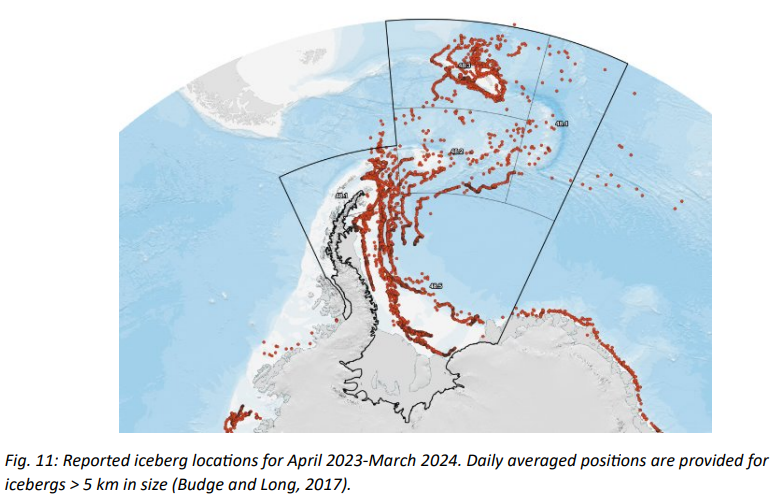 48.3
48.4
48.2
48.1
48.5
Fig. 11: Reported iceberg locations for April 2023-March 2024. Daily averaged positions are provided for
icebergs > 5 km in size (Budge and Long, 2017).